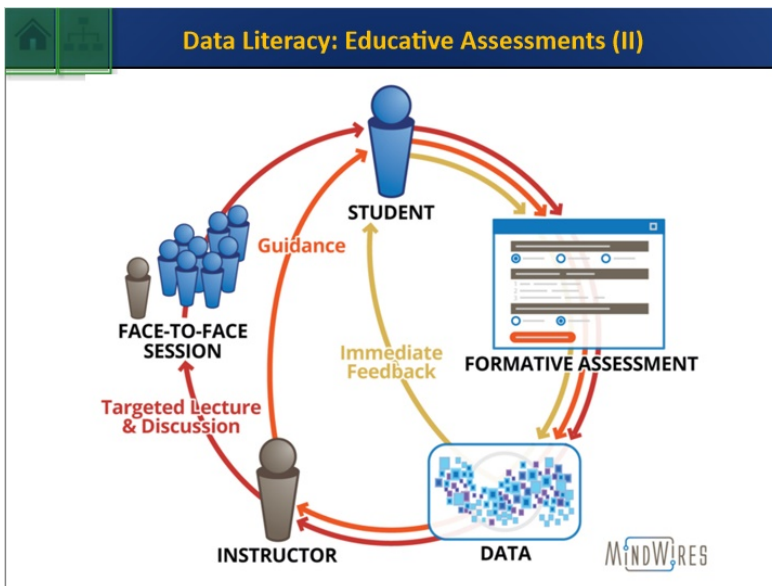 Data Literacy: Educative Assessments (II)
STUDENT
Guidance
FACE-TO-FACE
SESSION
Immediate
Feedback
FORMATIVE ASSESSMENT
Targeted Lecture
& Discussion
INSTRUCTOR
DATA
MINDWIRES